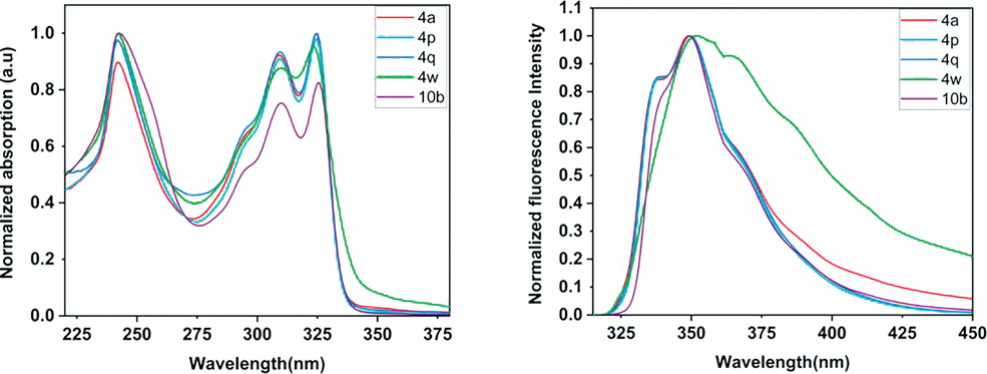 Normalized absorption (a.u)
1.0
0.8
0.6
0.4
0.2
0.0
225 250 275 300 325 350 375
Wavelength(nm)
4a
4p
4q
4w
10b
Normalized fluorescence Intensity
1.1
1.0
0.9
0.8
0.7
0.6
0.5
0.4
0.3
0.2
0.1
0.0
325 350 375 400 425 450
Wavelength(nm)
4a
4p
4q
4w
10b